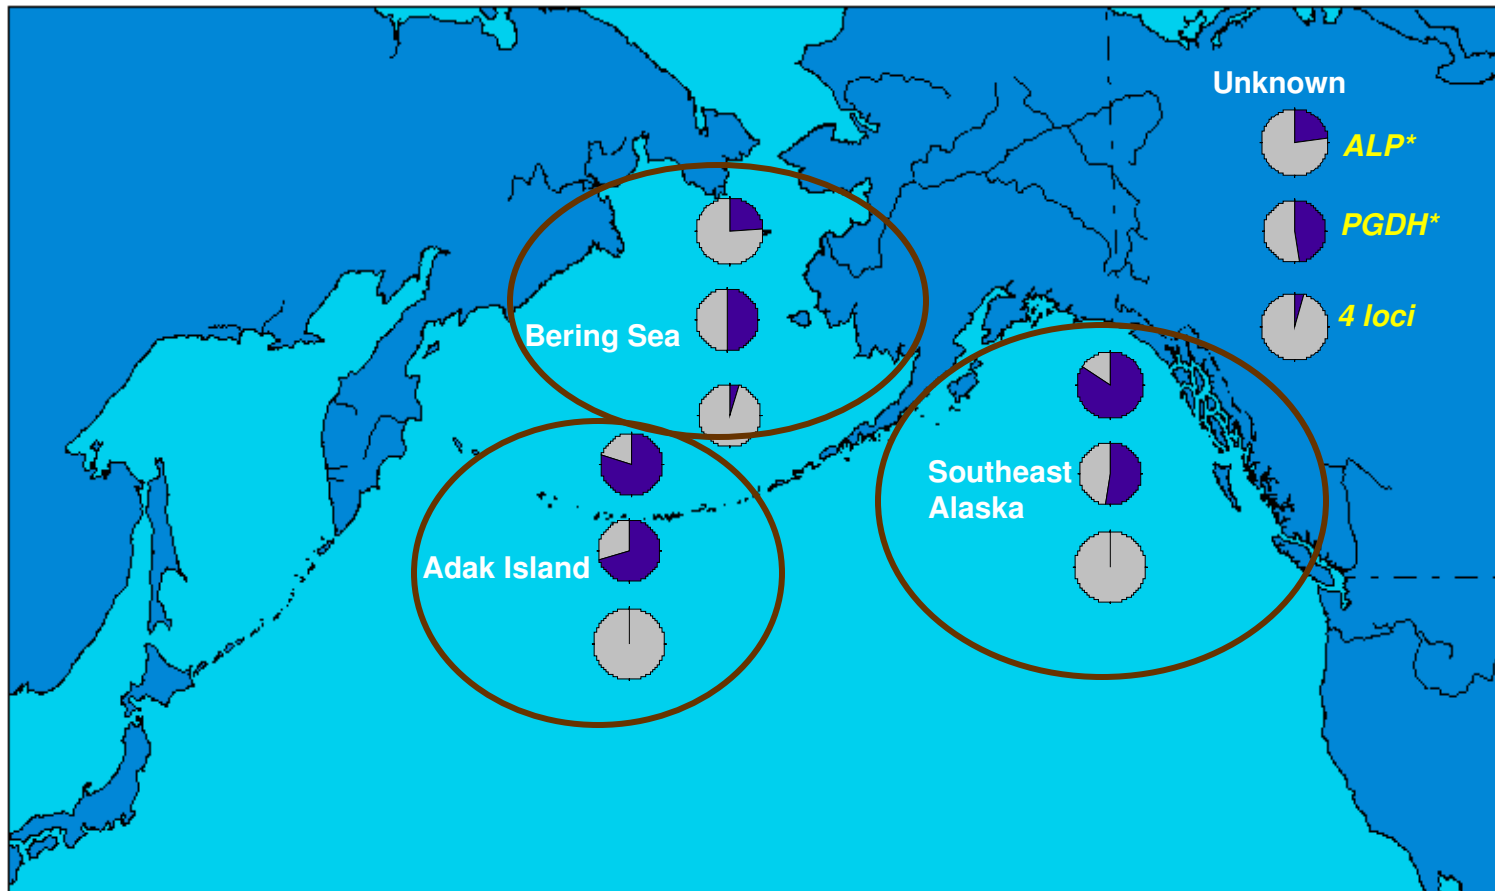 Unknown
ALP*
PGDH*
4 loci
Bering Sea
Southeast
Alaska
Adak Island